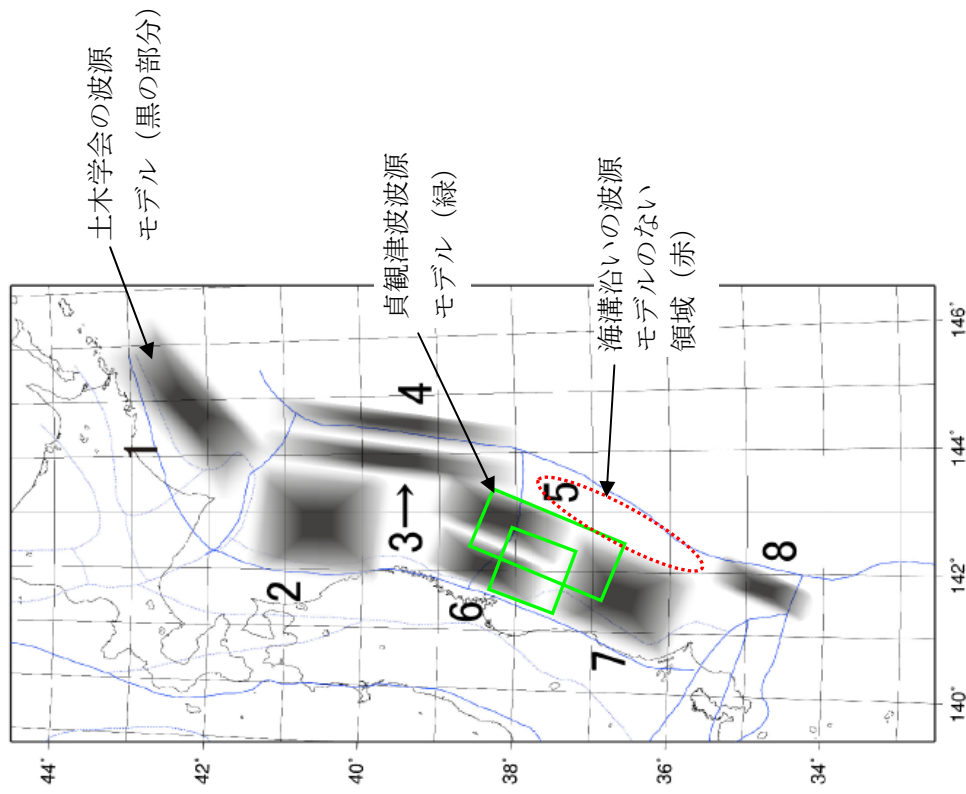 土木学会の波源
モデル（黒の部分）
貞観津波波源
モデル（緑）
海溝沿いの波源
モデルのない
領域（赤）
1
2
3→
4
5
6
7
8
44˚
42˚
40˚
38˚
36˚
34˚
140˚
142˚
144˚
146˚